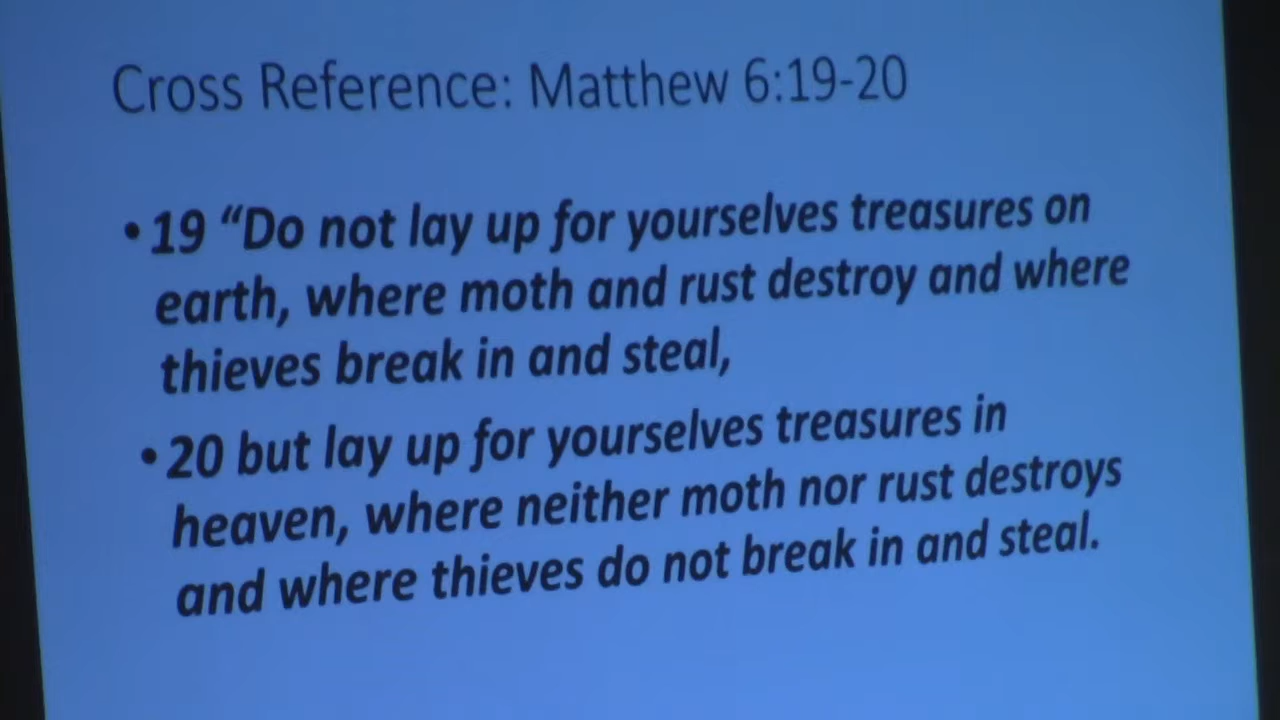 Cross Reference: Matthew 6:19-20
• 19 “Do not lay up for yourselves treasures on
earth, where moth and rust destroy and where
thieves break in and steal,
• 20 but lay up for yourselves treasures in
heaven, where neither moth nor rust destroys
and where thieves do not break in and steal.